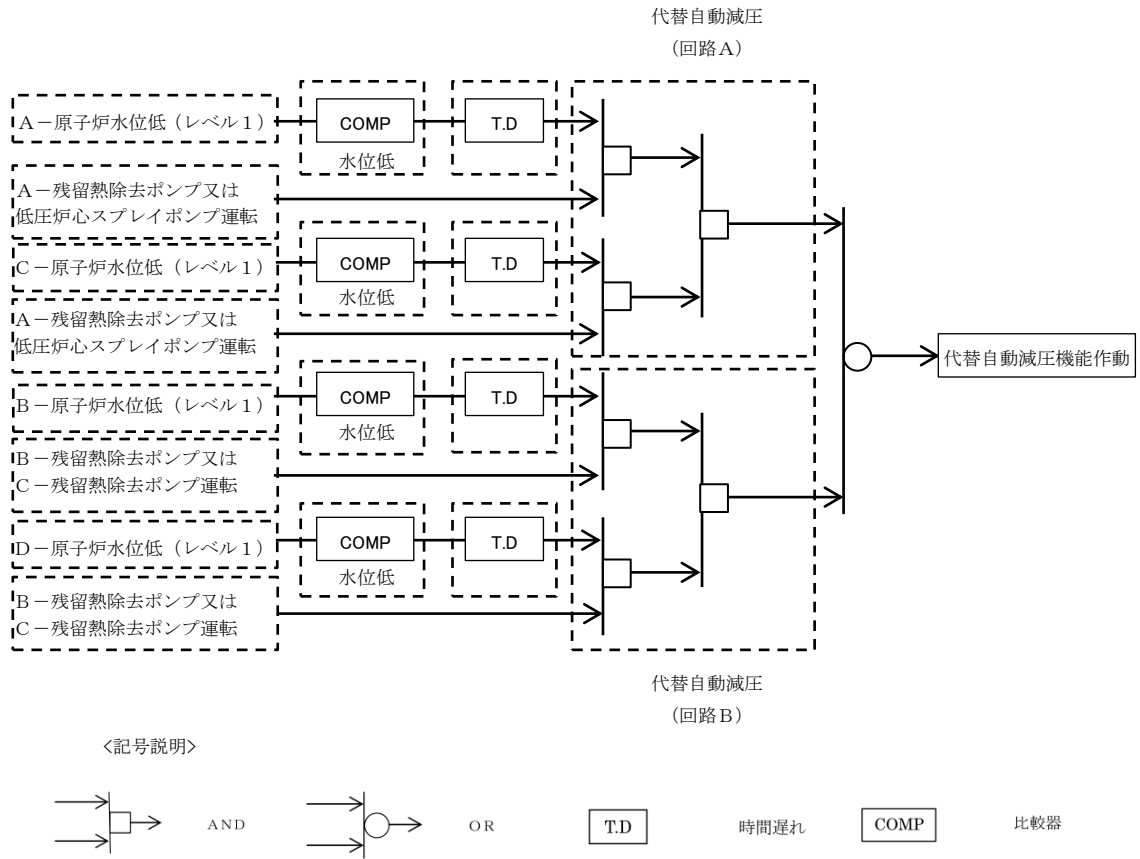 代替自動減圧
（回路Ａ）
Ａ－原子炉水位低（レベル１）
COMP
T.D
水位低
Ａ－残留熱除去ポンプ又は
低圧炉心スプレイポンプ運転
Ｃ－原子炉水位低（レベル１）
COMP
T.D
水位低
Ａ－残留熱除去ポンプ又は
低圧炉心スプレイポンプ運転
代替自動減圧機能作動
Ｂ－原子炉水位低（レベル１）
COMP
T.D
水位低
Ｂ－残留熱除去ポンプ又は
Ｃ－残留熱除去ポンプ運転
Ｄ－原子炉水位低（レベル１）
COMP
T.D
水位低
Ｂ－残留熱除去ポンプ又は
Ｃ－残留熱除去ポンプ運転
代替自動減圧
（回路Ｂ）
<記号説明>
ＡＮＤ
ＯＲ
T.D
時間遅れ
COMP
比較器